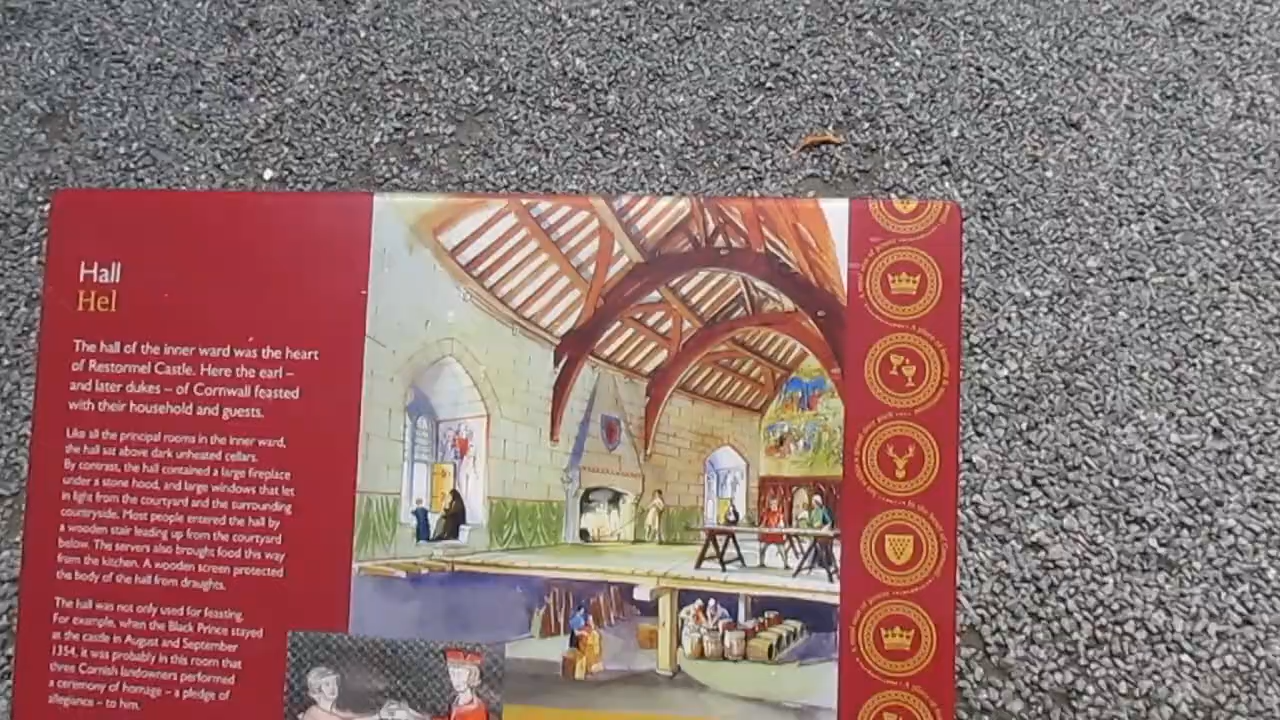 Hall
Hel
The hall of the inner ward was the heart
of Restormel Castle. Here the earl –
and later dukes – of Cornwall feasted
with their household and guests.
Like all the principal rooms in the inner ward,
the hall sat above dark unheated cellars.
By contrast, the hall contained a large fireplace
under a stone hood, and large windows that let
in light from the courtyard and the surrounding
countryside. Most people entered the hall by
a wooden stair leading up from the courtyard
below. The servers also brought food this way
from the kitchen. A wooden screen protected
the body of the hall from draughts.
The hall was not only used for feasting.
For example, when the Black Prince stayed
at the castle in August and September
1354, it was probably in this room that
three Cornish landowners performed
a ceremony of homage – a pledge of
allegiance – to him.